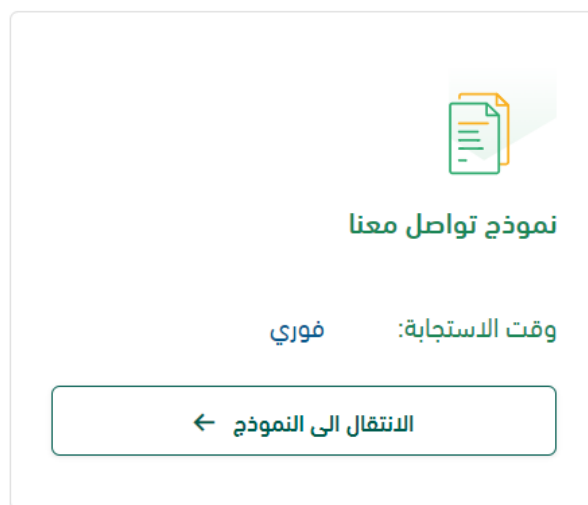 نموذج تواصل معنا
وقت الاستجابة: فوري
الانتقال الى النموذج ←